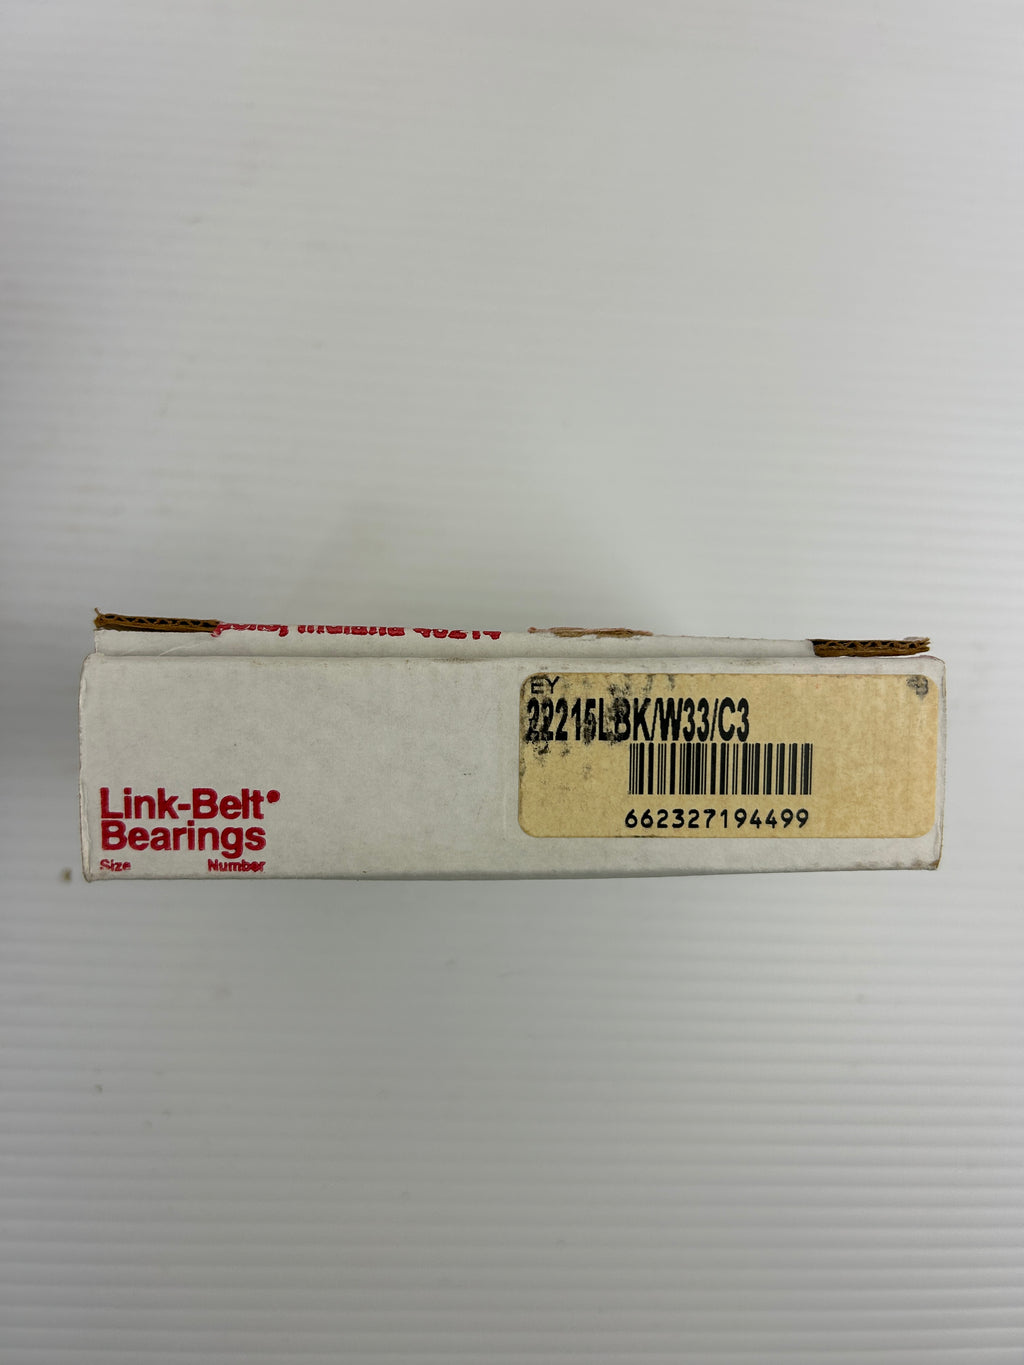 EY
22215LBK/W33/C3
662327194499
Link-Belt
Bearings
Size Number